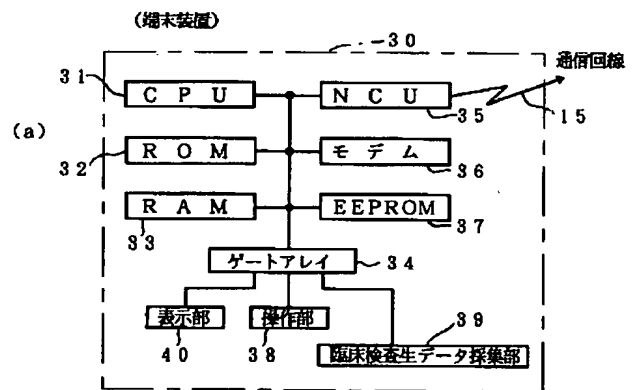 (端末装置)
30
通信回線
31 CPU NCU 35 15
(a)
32 ROM モデム 36
RAM EEPROM
33 37
ゲートアレイ 34
表示部 操作部 39
40 38 臨床検査生データ採集部